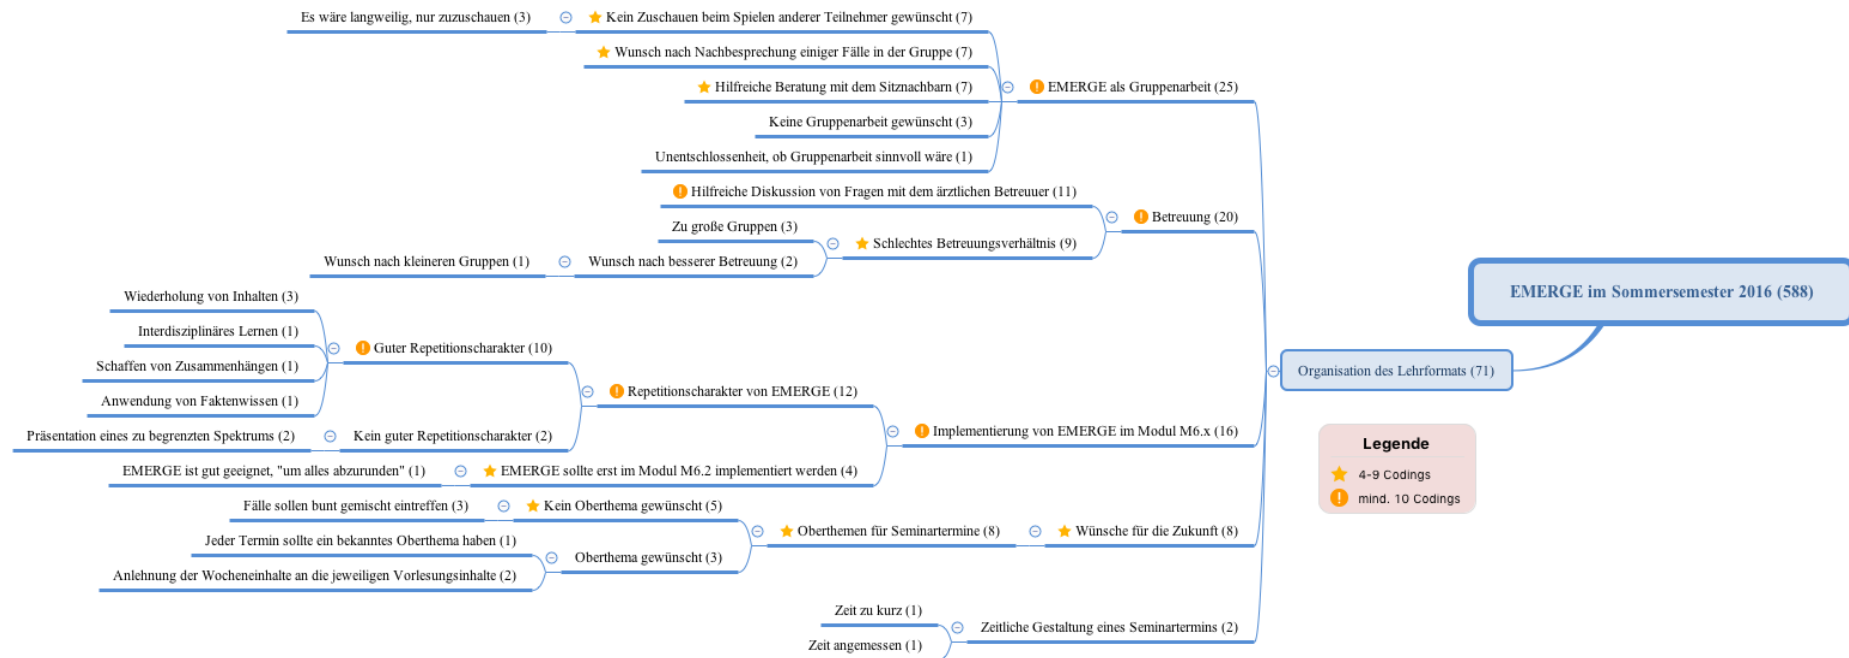 Es wäre langweilig, nur zuzuschauen (3)
Kein Zuschauen beim Spielen anderer Teilnehmer gewünscht (7)
Wunsch nach Nachbesprechung einiger Fälle in der Gruppe (7)
Hilfreiche Beratung mit dem Sitznachbarn (7)
EMERGE als Gruppenarbeit (25)
Keine Gruppenarbeit gewünscht (3)
Unentschlossenheit, ob Gruppenarbeit sinnvoll wäre (1)
Hilfreiche Diskussion von Fragen mit dem ärztlichen Betreuuer (11)
Betreuung (20)
Zu große Gruppen (3)
Schlechtes Betreuungsverhältnis (9)
Wunsch nach kleineren Gruppen (1)
Wunsch nach besserer Betreuung (2)
EMERGE im Sommersemester 2016 (588)
Wiederholung von Inhalten (3)
Interdisziplinäres Lernen (1)
Guter Repetitionscharakter (10)
Schaffen von Zusammenhängen (1)
Organisation des Lehrformats (71)
Repetitionscharakter von EMERGE (12)
Anwendung von Faktenwissen (1)
Präsentation eines zu begrenzten Spektrums (2)
Kein guter Repetitionscharakter (2)
Implementierung von EMERGE im Modul M6.x (16)
EMERGE ist gut geeignet, "um alles abzurunden" (1)
EMERGE sollte erst im Modul M6.2 implementiert werden (4)
Legende
4-9 Codings
mind. 10 Codings
Fälle sollen bunt gemischt eintreffen (3)
Kein Oberthema gewünscht (5)
Oberthemen für Seminartermine (8)
Wünsche für die Zukunft (8)
Jeder Termin sollte ein bekanntes Oberthema haben (1)
Oberthema gewünscht (3)
Anlehnung der Wocheneinhalte an die jeweiligen Vorlesungsinhalte (2)
Zeit zu kurz (1)
Zeitliche Gestaltung eines Seminartermins (2)
Zeit angemessen (1)